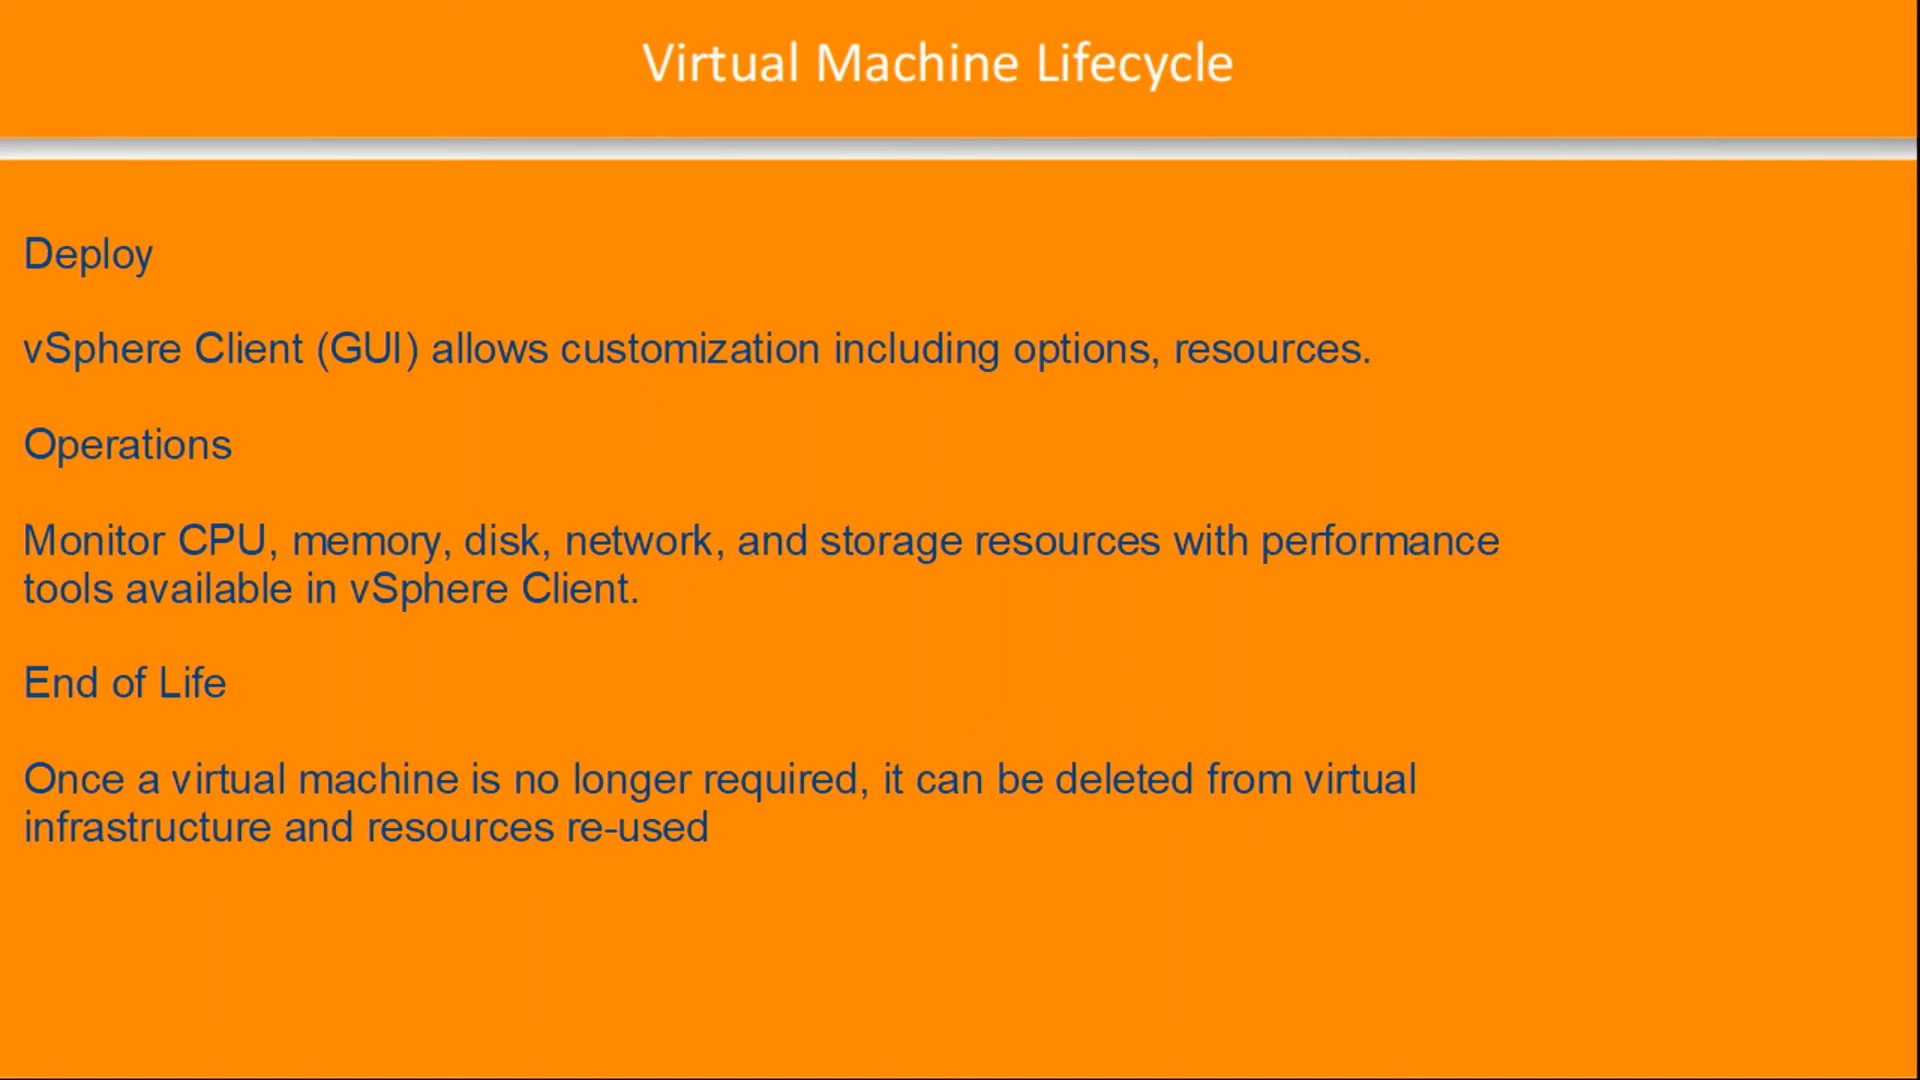 Virtual Machine Lifecycle
Deploy
vSphere Client (GUI) allows customization including options, resources.
Operations
Monitor CPU, memory, disk, network, and storage resources with performance
tools available in vSphere Client.
End of Life
Once a virtual machine is no longer required, it can be deleted from virtual
infrastructure and resources re-used